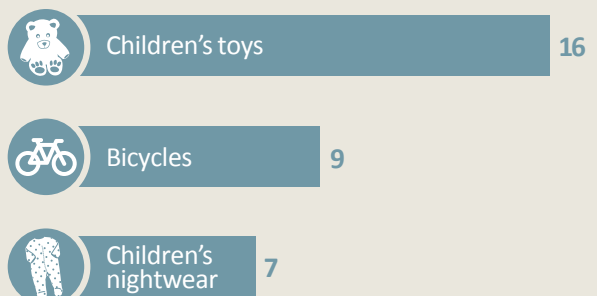 Children’s toys
16
Bicycles
9
Children’s
nightwear
7